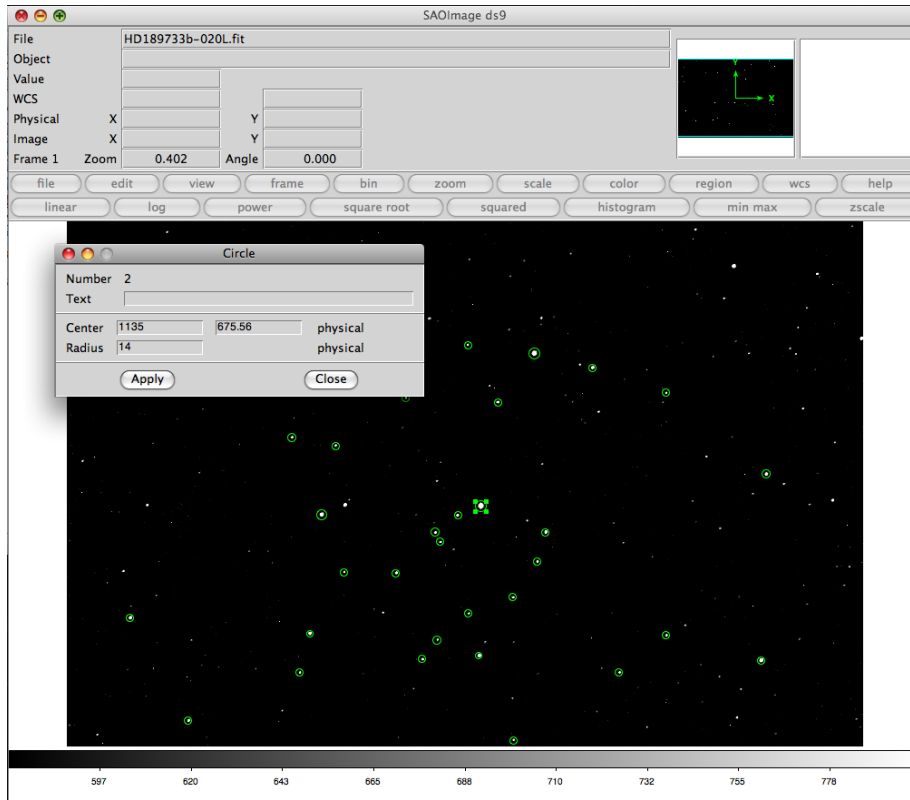 SAOImage ds9
File HD189733b-020L.fit
Object
Value
WCS
Physical X Y
Image X Y
Frame 1 Zoom 0.402 Angle 0.000
Y
X
file edit view frame bin zoom scale color region wcs help
linear log power square root squared histogram min max zscale
Circle
Number 2
Text
Center 1135 675.56 physical
Radius 14 physical
Apply Close
597 620 643 665 688 710 732 755 778